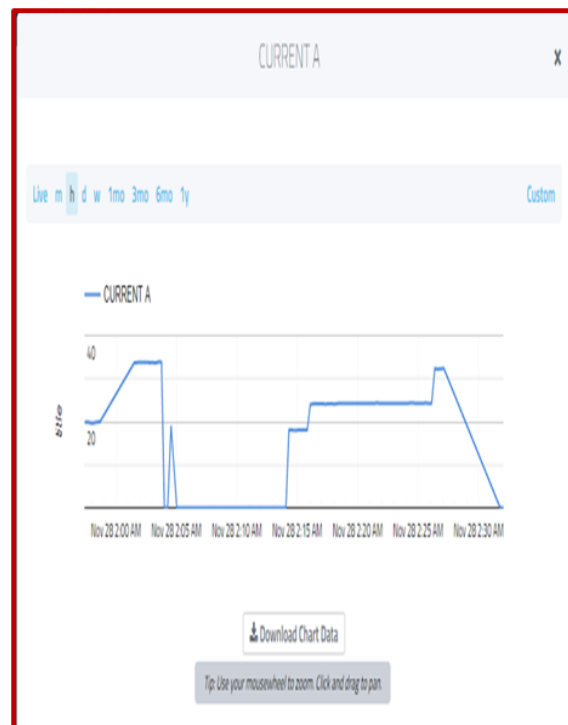 CURRENT A
x
Live m h d w 1mo 3mo 6mo 1y Custom
CURRENT A
40
20
Nov 28 2:00 AM Nov 28 2:05 AM Nov 28 2:10 AM Nov 28 2:15 AM Nov 28 2:20 AM Nov 28 2:25 AM Nov 28 2:30 AM
Download Chart Data
Tip: Use your mousewheel to zoom. Click and drag to pan.